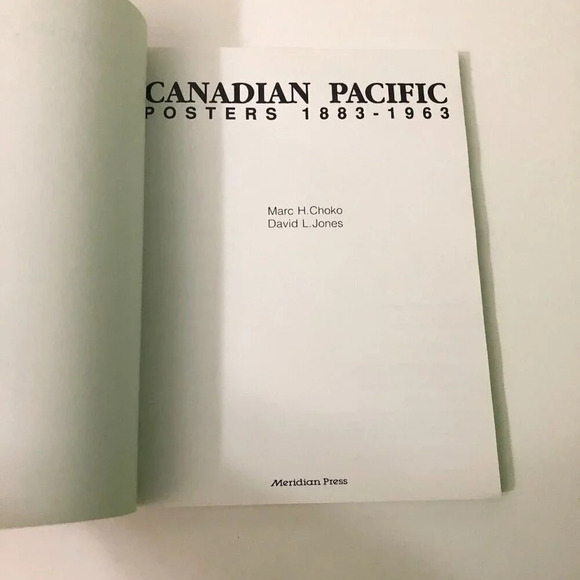 CANADIAN PACIFIC
POSTERS 1883-1963
Marc H.Choko
David L.Jones
Meridian Press